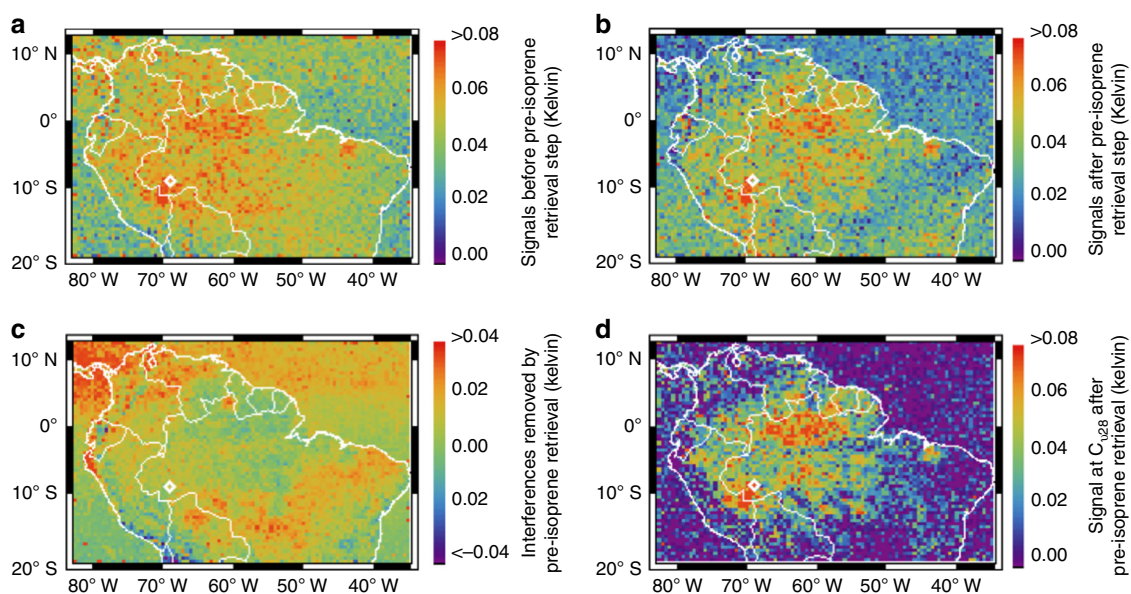 a
10° N
0°
10° S
20° S
80° W 70° W 60° W 50° W 40° W
>0.08
0.06
0.04
0.02
0.00
Signals before pre-isoprene
retrieval step (Kelvin)
b
10° N
0°
10° S
20° S
80° W 70° W 60° W 50° W 40° W
>0.08
0.06
0.04
0.02
0.00
Signals after pre-isoprene
retrieval step (Kelvin)
c
10° N
0°
10° S
20° S
80° W 70° W 60° W 50° W 40° W
>0.04
0.02
0.00
0.02
<−0.04
Interferences removed by
pre-isoprene retrieval (kelvin)
d
10° N
0°
10° S
20° S
80° W 70° W 60° W 50° W 40° W
>0.08
0.06
0.04
0.02
0.00
Signal at Cᵤ₂₈ after
pre-isoprene retrieval (kelvin)